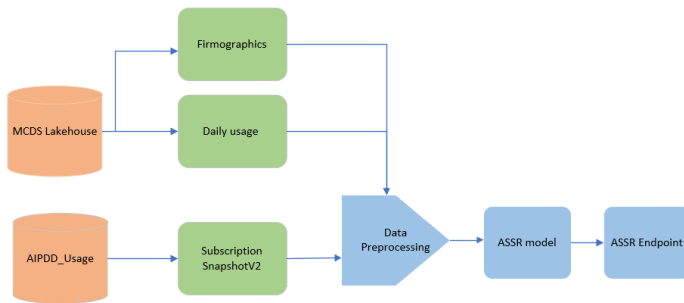 Firmographics
MCDS Lakehouse
Daily usage
AIPDD_Usage
Subscription
SnapshotV2
Data
Preprocessing
ASSR model
ASSR Endpoint